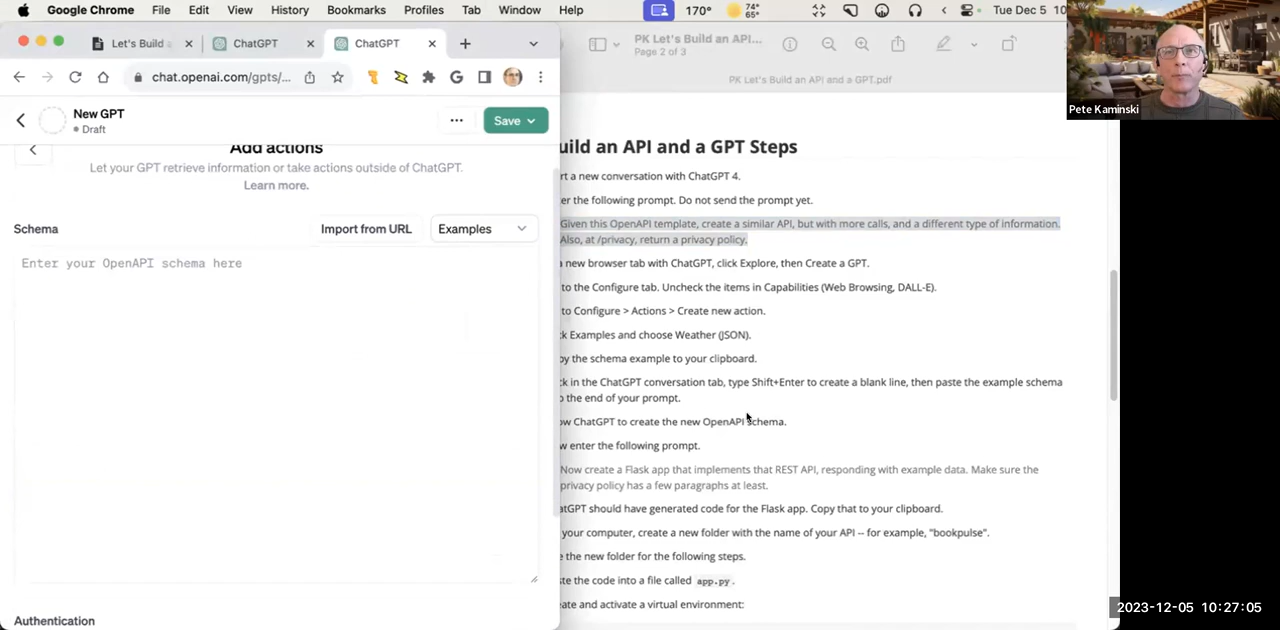 Google Chrome File Edit View History Bookmarks Profiles Tab Window Help 170° 74° 65° Tue Dec 5 10
Let's Build ChatGPT ChatGPT
chat.openai.com/gpts/...
PK Let's Build an API...
Page 2 of 3
PK Let's Build an API and a GPT.pdf
Pete Kaminski
New GPT
Draft
Save
Add actions
Let your GPT retrieve information or take actions outside of ChatGPT.
Learn more.
Schema Import from URL Examples
Enter your OpenAPI schema here
Authentication
uild an API and a GPT Steps
rt a new conversation with ChatGPT 4.
er the following prompt. Do not send the prompt yet.
Given this OpenAPI template, create a similar API, but with more calls, and a different type of information.
Also, at /privacy, return a privacy policy.
a new browser tab with ChatGPT, click Explore, then Create a GPT.
to the Configure tab. Uncheck the items in Capabilities (Web Browsing, DALL-E).
to Configure > Actions > Create new action.
ck Examples and choose Weather (JSON).
py the schema example to your clipboard.
ck in the ChatGPT conversation tab, type Shift+Enter to create a blank line, then paste the example schema
o the end of your prompt.
ow ChatGPT to create the new OpenAPI schema.
w enter the following prompt.
Now create a Flask app that implements that REST API, responding with example data. Make sure the
privacy policy has a few paragraphs at least.
atGPT should have generated code for the Flask app. Copy that to your clipboard.
your computer, create a new folder with the name of your API -- for example, "bookpulse".
e the new folder for the following steps.
ste the code into a file called app.py.
eate and activate a virtual environment:
2023-12-05 10:27:05